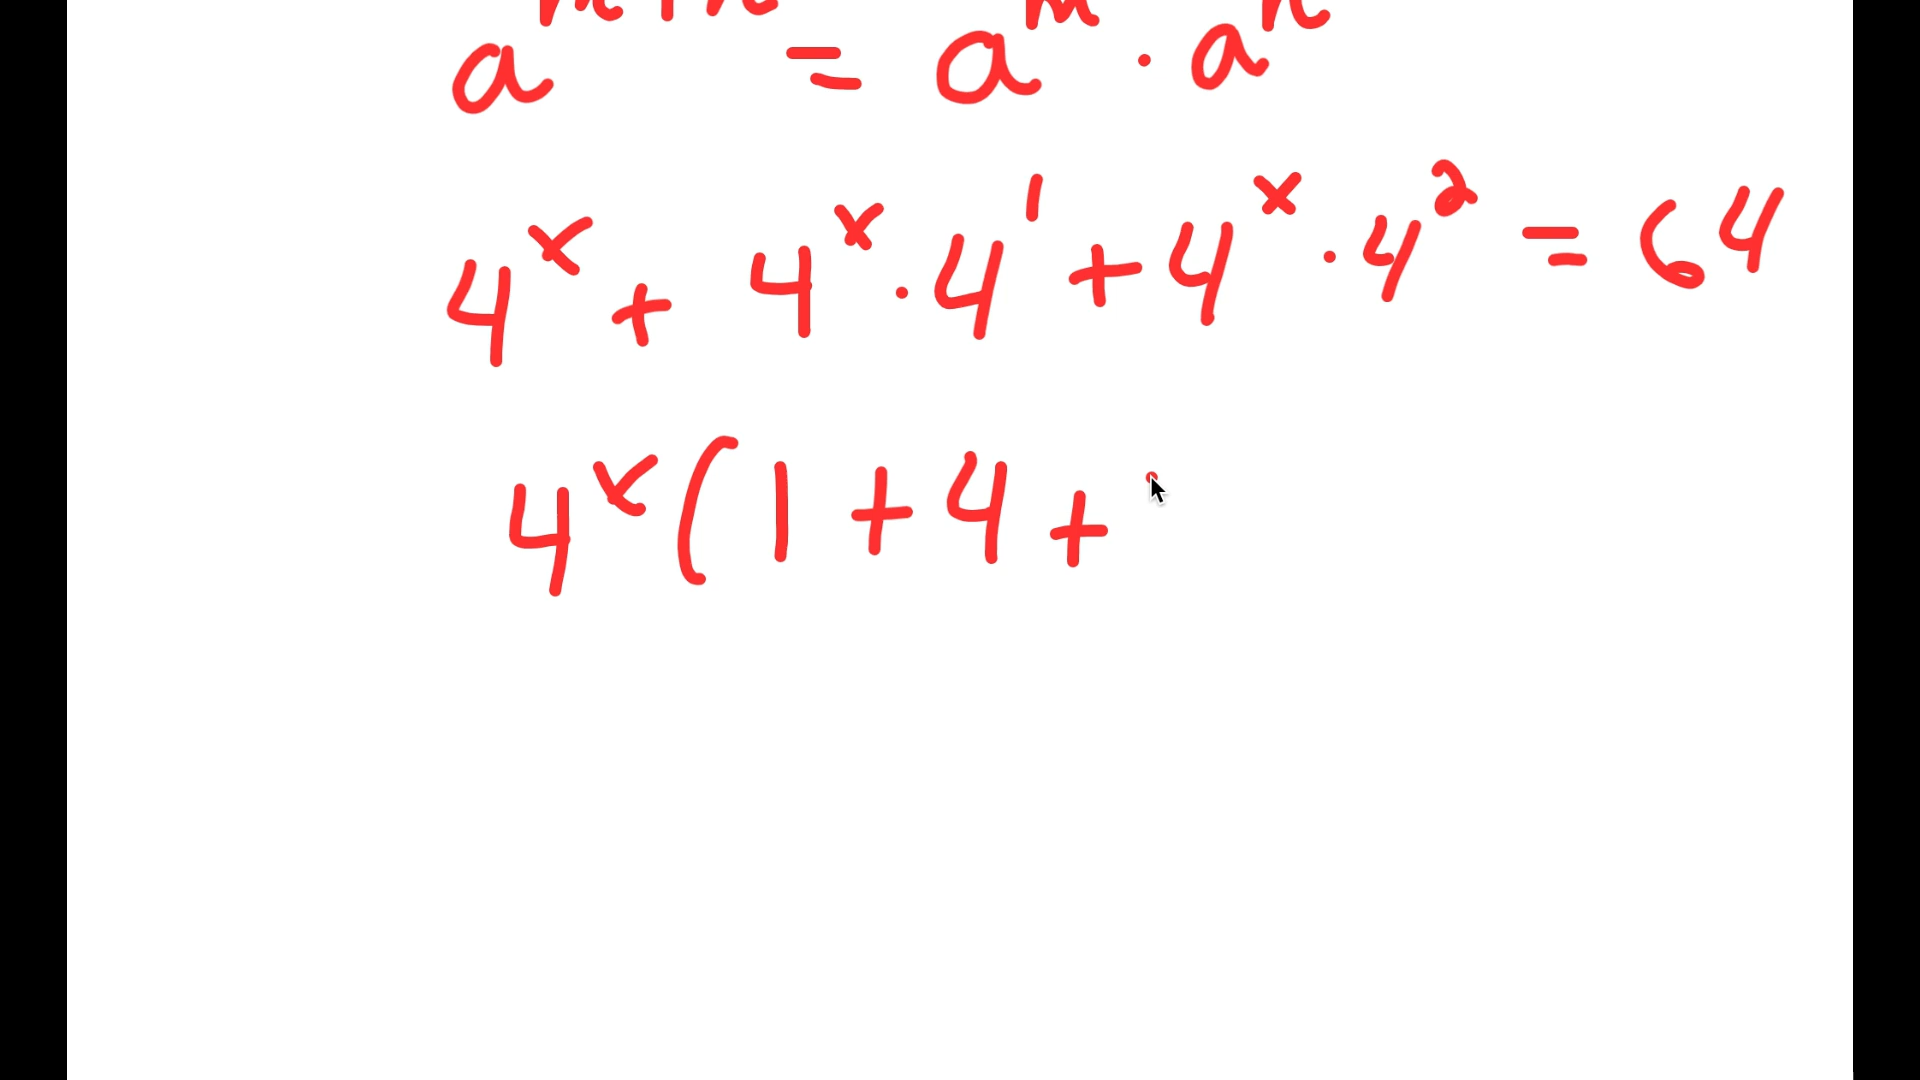 a^{m+n} = a^m · a^n
4^x + 4^x · 4^1 + 4^x · 4^2 = 64
4^x (1 + 4 +